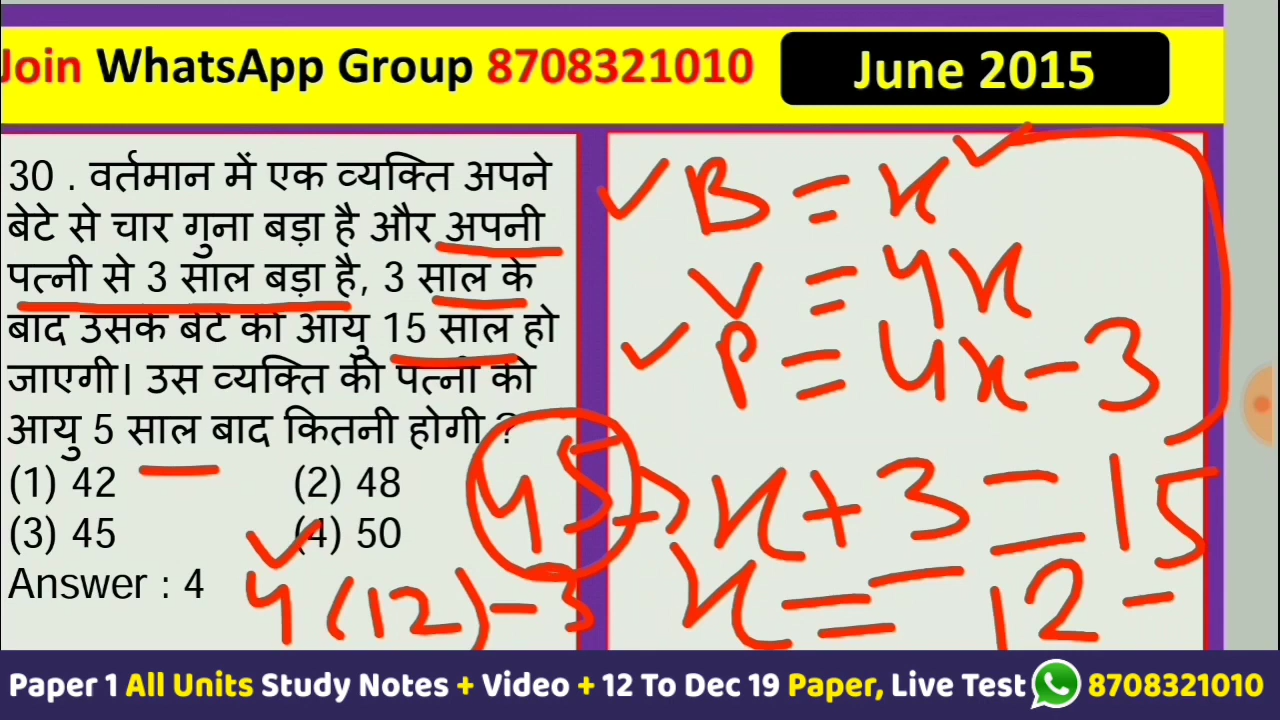 Join WhatsApp Group 8708321010
June 2015
30 . वर्तमान में एक व्यक्ति अपने
बेटे से चार गुना बड़ा है और अपनी
पत्नी से 3 साल बड़ा है, 3 साल के
बाद उसके बेटे की आयु 15 साल हो
जाएगी। उस व्यक्ति की पत्नी की
आयु 5 साल बाद कितनी होगी ?
(1) 42 (2) 48
(3) 45 (4) 50
Answer : 4
B = x
V = 4x
P = 4x-3
x+3 = 15
x = 12
45
4(12)-3
Paper 1 All Units Study Notes + Video + 12 To Dec 19 Paper, Live Test 8708321010